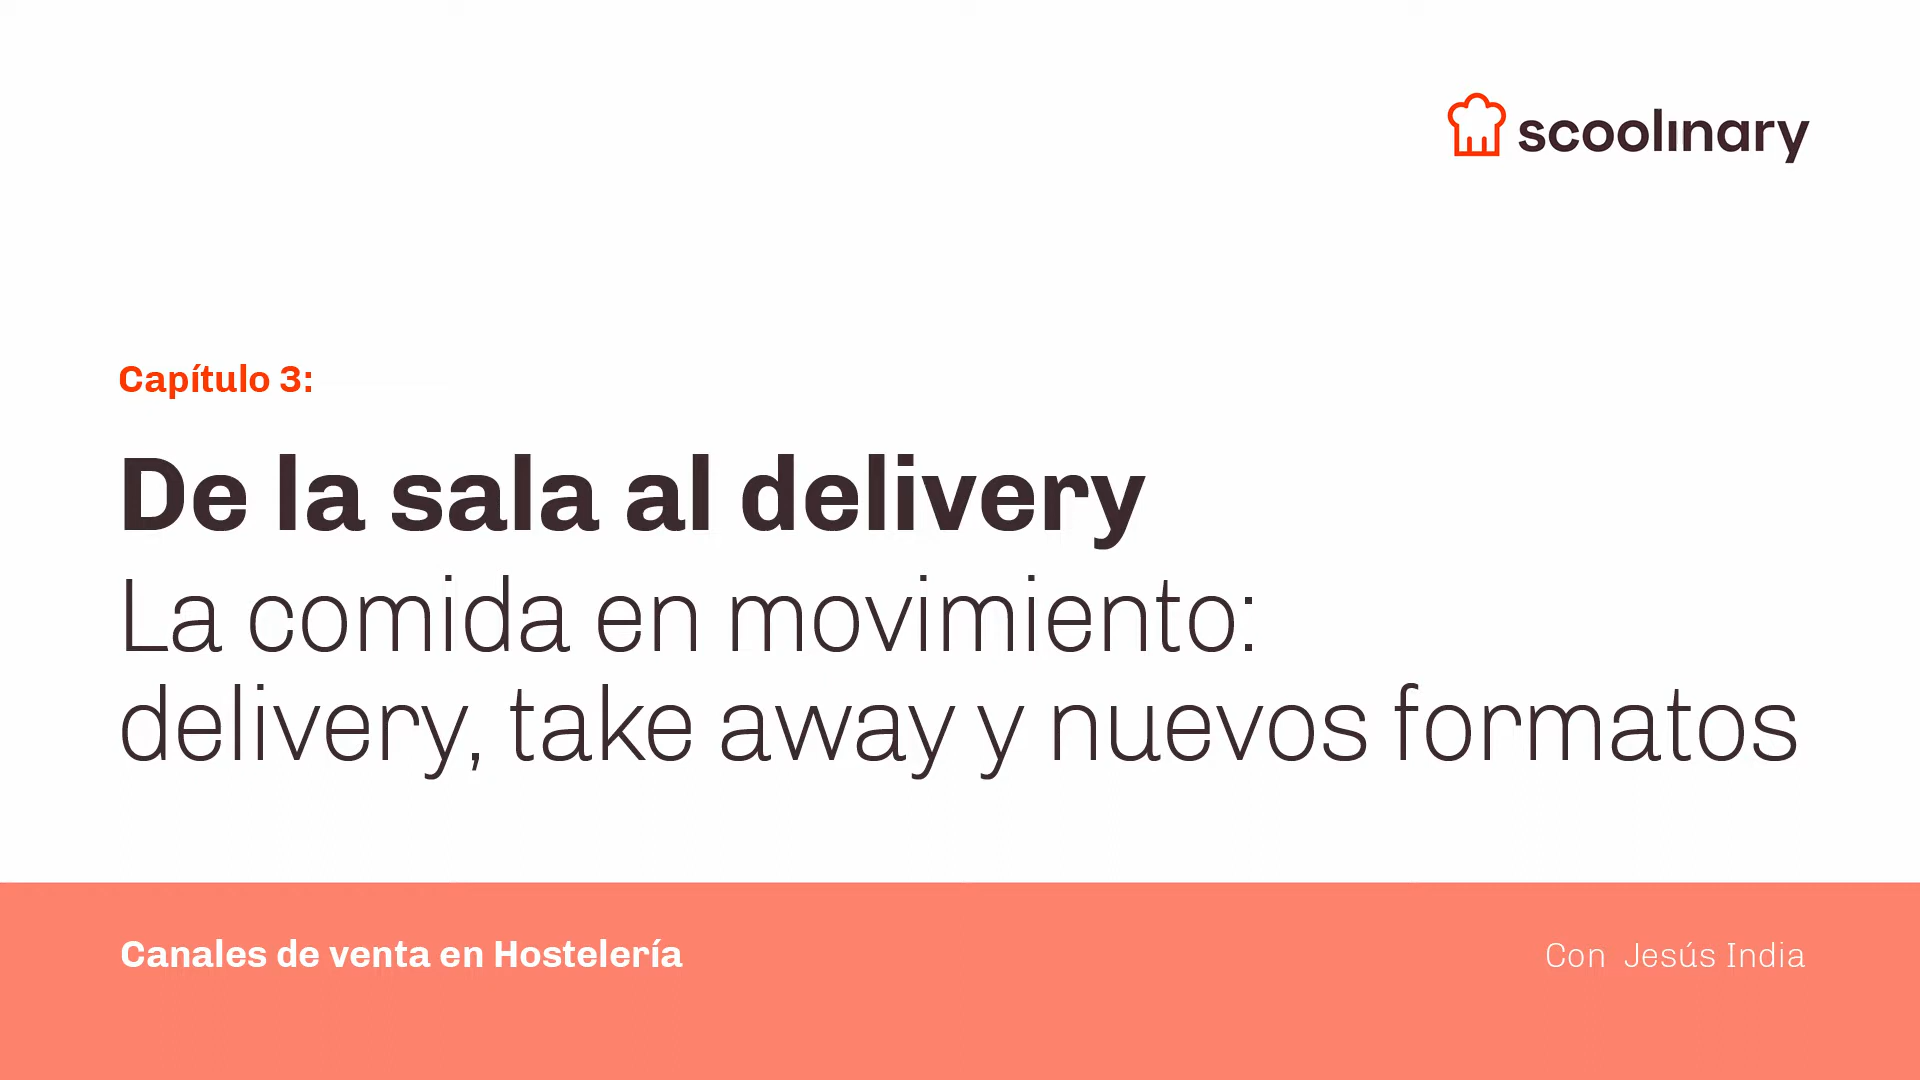 scoolinary
Capítulo 3:
De la sala al delivery
La comida en movimiento:
delivery, take away y nuevos formatos
Canales de venta en Hostelería
Con Jesús India